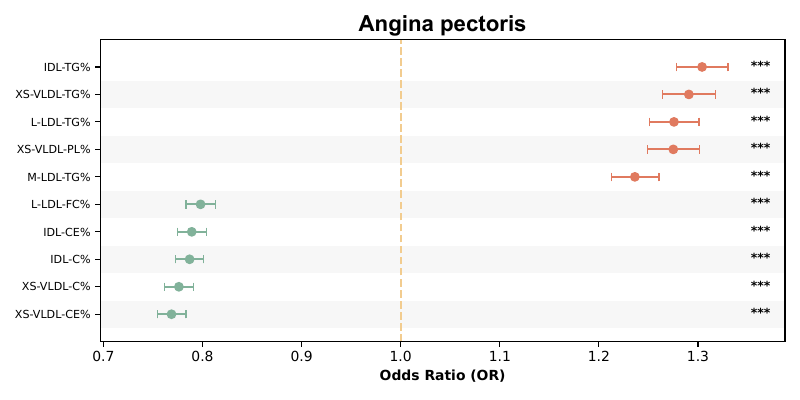 Angina pectoris
IDL-TG% ***
XS-VLDL-TG% ***
L-LDL-TG% ***
XS-VLDL-PL% ***
M-LDL-TG% ***
L-LDL-FC% ***
IDL-CE% ***
IDL-C% ***
XS-VLDL-C% ***
XS-VLDL-CE% ***
0.7 0.8 0.9 1.0 1.1 1.2 1.3
Odds Ratio (OR)